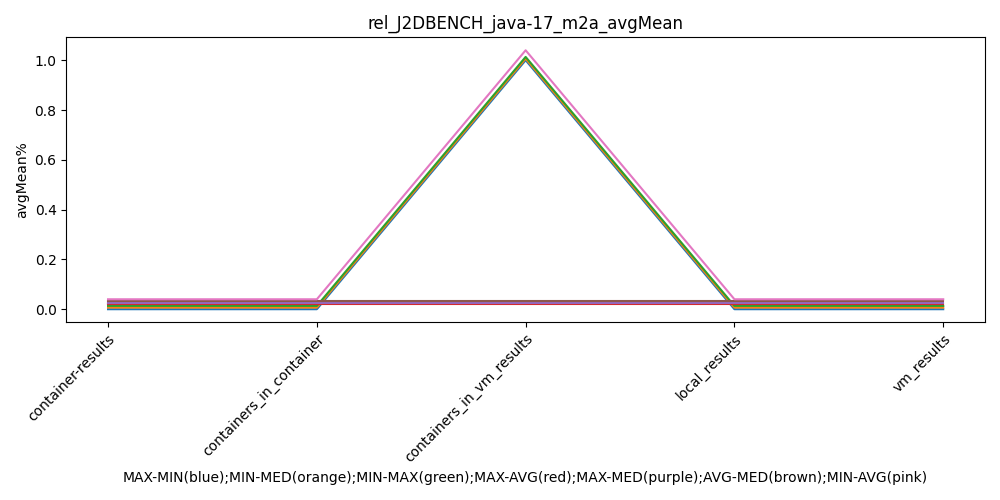 rel_J2DBENCH_java-17_m2a_avgMean
avgMean%
1.0
0.8
0.6
0.4
0.2
0.0
container-results
containers_in_container
containers_in_vm_results
local_results
vm_results
MAX-MIN(blue);MIN-MED(orange);MIN-MAX(green);MAX-AVG(red);MAX-MED(purple);AVG-MED(brown);MIN-AVG(pink)